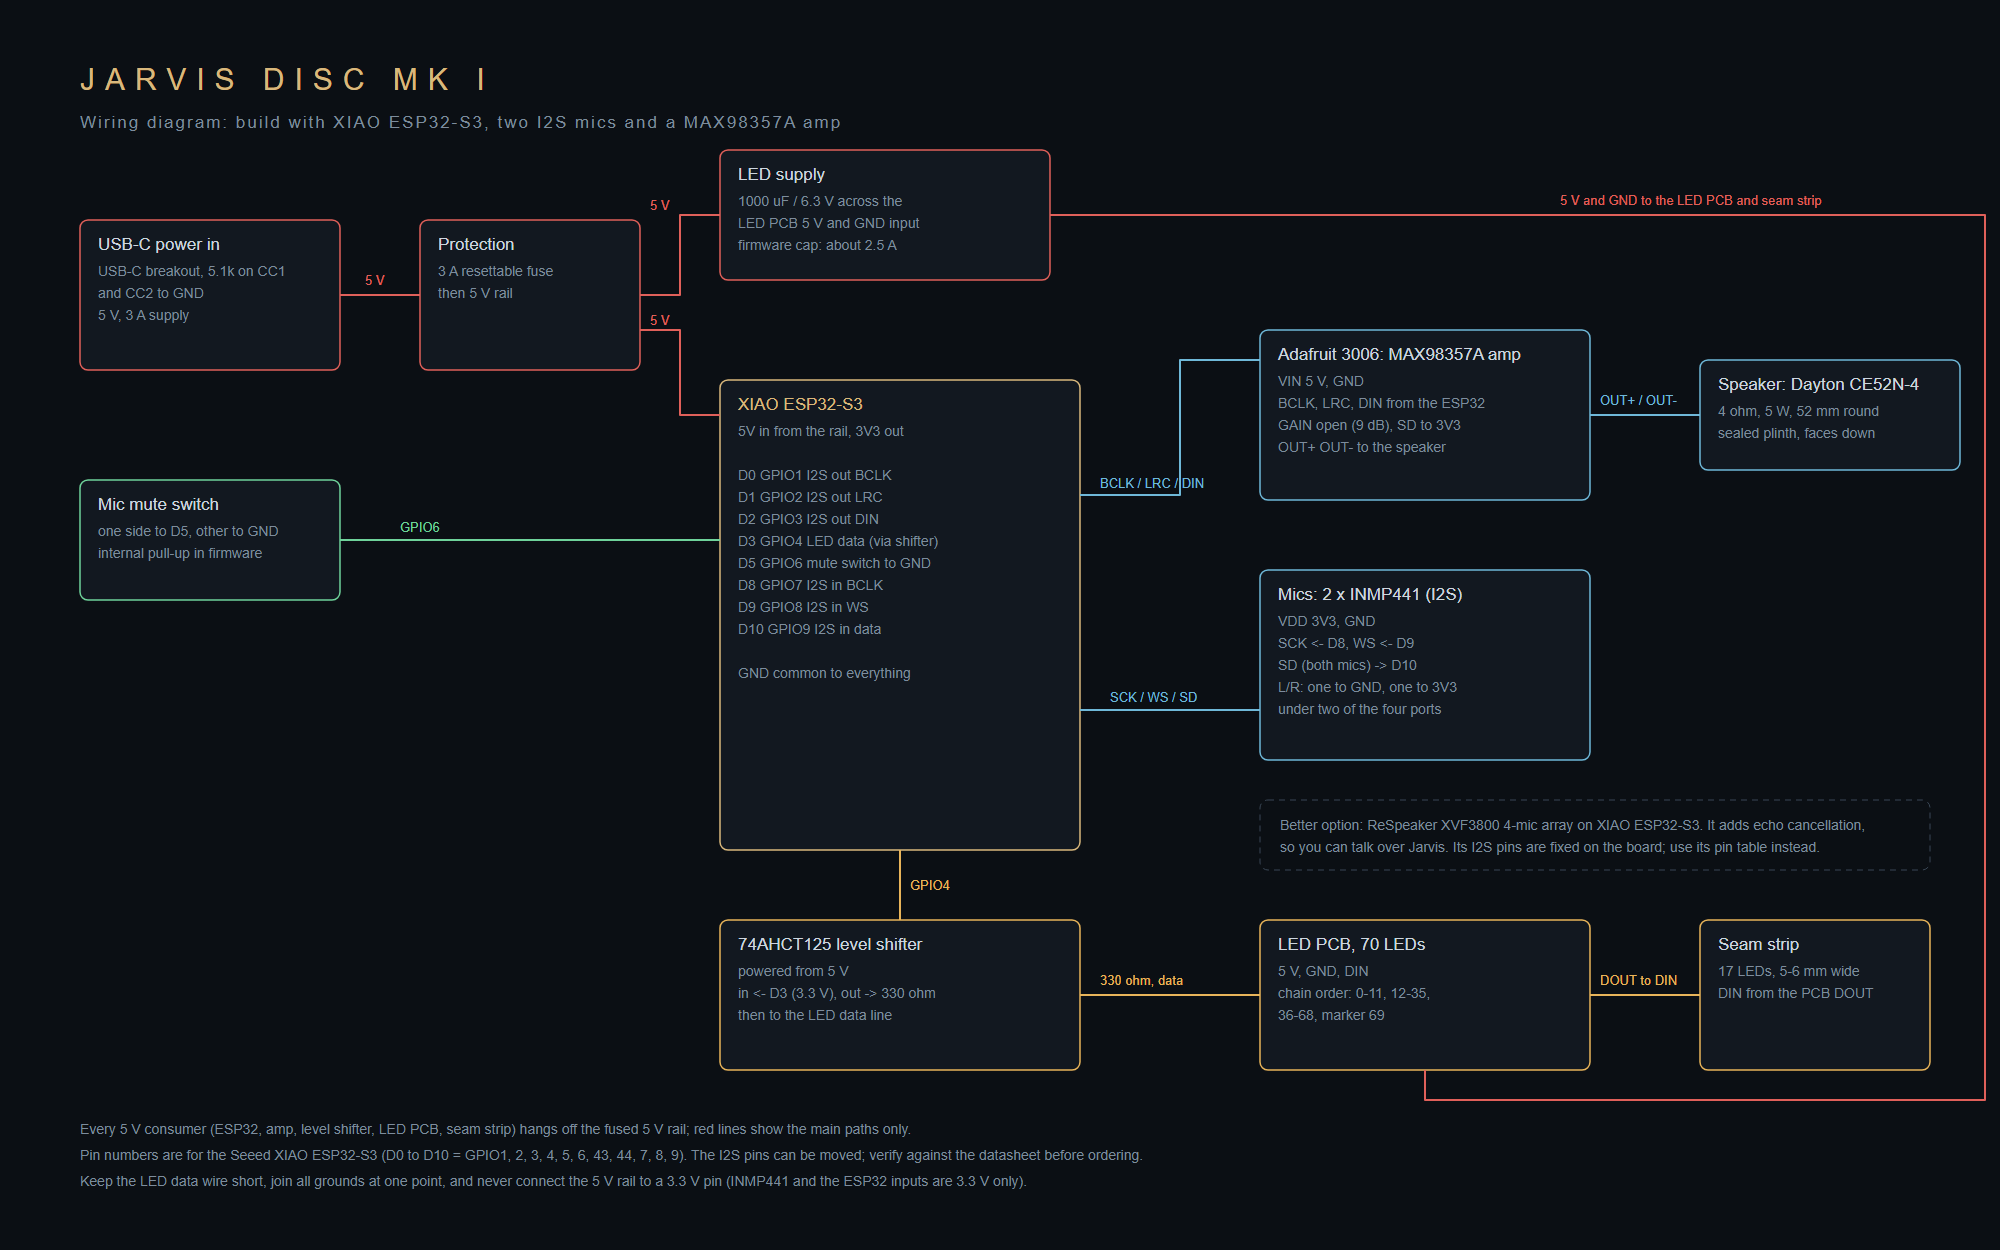 JARVIS DISC MK I
Wiring diagram: build with XIAO ESP32-S3, two I2S mics and a MAX98357A amp
USB-C power in
USB-C breakout, 5.1k on CC1
and CC2 to GND
5 V, 3 A supply
5 V
Protection
3 A resettable fuse
then 5 V rail
5 V
5 V
LED supply
1000 uF / 6.3 V across the
LED PCB 5 V and GND input
firmware cap: about 2.5 A
5 V and GND to the LED PCB and seam strip
Mic mute switch
one side to D5, other to GND
internal pull-up in firmware
GPIO6
XIAO ESP32-S3
5V in from the rail, 3V3 out
D0 GPIO1 I2S out BCLK
D1 GPIO2 I2S out LRC
D2 GPIO3 I2S out DIN
D3 GPIO4 LED data (via shifter)
D5 GPIO6 mute switch to GND
D8 GPIO7 I2S in BCLK
D9 GPIO8 I2S in WS
D10 GPIO9 I2S in data
GND common to everything
BCLK / LRC / DIN
Adafruit 3006: MAX98357A amp
VIN 5 V, GND
BCLK, LRC, DIN from the ESP32
GAIN open (9 dB), SD to 3V3
OUT+ OUT- to the speaker
OUT+ / OUT-
Speaker: Dayton CE52N-4
4 ohm, 5 W, 52 mm round
sealed plinth, faces down
SCK / WS / SD
Mics: 2 x INMP441 (I2S)
VDD 3V3, GND
SCK <- D8, WS <- D9
SD (both mics) -> D10
L/R: one to GND, one to 3V3
under two of the four ports
Better option: ReSpeaker XVF3800 4-mic array on XIAO ESP32-S3. It adds echo cancellation,
so you can talk over Jarvis. Its I2S pins are fixed on the board; use its pin table instead.
GPIO4
74AHCT125 level shifter
powered from 5 V
in <- D3 (3.3 V), out -> 330 ohm
then to the LED data line
330 ohm, data
LED PCB, 70 LEDs
5 V, GND, DIN
chain order: 0-11, 12-35,
36-68, marker 69
DOUT to DIN
Seam strip
17 LEDs, 5-6 mm wide
DIN from the PCB DOUT
Every 5 V consumer (ESP32, amp, level shifter, LED PCB, seam strip) hangs off the fused 5 V rail; red lines show the main paths only.
Pin numbers are for the Seeed XIAO ESP32-S3 (D0 to D10 = GPIO1, 2, 3, 4, 5, 6, 43, 44, 7, 8, 9). The I2S pins can be moved; verify against the datasheet before ordering.
Keep the LED data wire short, join all grounds at one point, and never connect the 5 V rail to a 3.3 V pin (INMP441 and the ESP32 inputs are 3.3 V only).